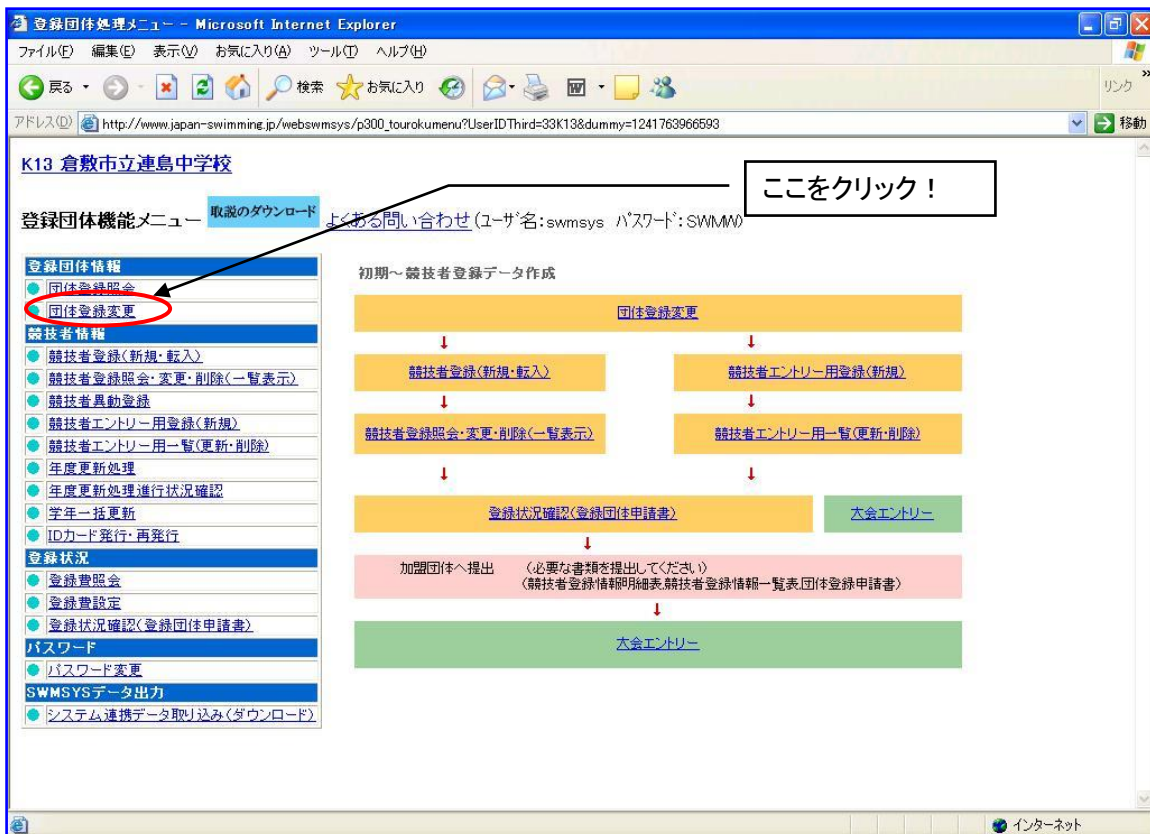 登録団体処理メニュー - Microsoft Internet Explorer
ファイル(F) 編集(E) 表示(V) お気に入り(A) ツール(T) ヘルプ(H)
戻る 検索 お気に入り リンク
アドレス(D) http://www.japan-swimming.jp/webswmsys/p300_tourokumenu?UserIDThird=33K13&dummy=1241763966593 移動
K13 倉敷市立連島中学校
ここをクリック！
登録団体機能メニュー 取説のダウンロード よくある問い合わせ(ユーザ名:swmsys パスワード:SWMW)
登録団体情報
団体登録照会
団体登録変更
競技者情報
競技者登録(新規・転入)
競技者登録照会・変更・削除(一覧表示)
競技者異動登録
競技者エントリー用登録(新規)
競技者エントリー用一覧(更新・削除)
年度更新処理
年度更新処理進行状況確認
学年一括更新
IDカード発行・再発行
登録状況
登録費照会
登録費設定
登録状況確認(登録団体申請書)
パスワード
パスワード変更
SWMSYSデータ出力
システム連携データ取り込み(ダウンロード)
初期～競技者登録データ作成
団体登録変更
↓ ↓
競技者登録(新規・転入) 競技者エントリー用登録(新規)
↓ ↓
競技者登録照会・変更・削除(一覧表示) 競技者エントリー用一覧(更新・削除)
↓ ↓
登録状況確認(登録団体申請書) 大会エントリー
↓
加盟団体へ提出 (必要な書類を提出してください)
(競技者登録情報明細表,競技者登録情報一覧表,団体登録申請書)
↓
大会エントリー
インターネット